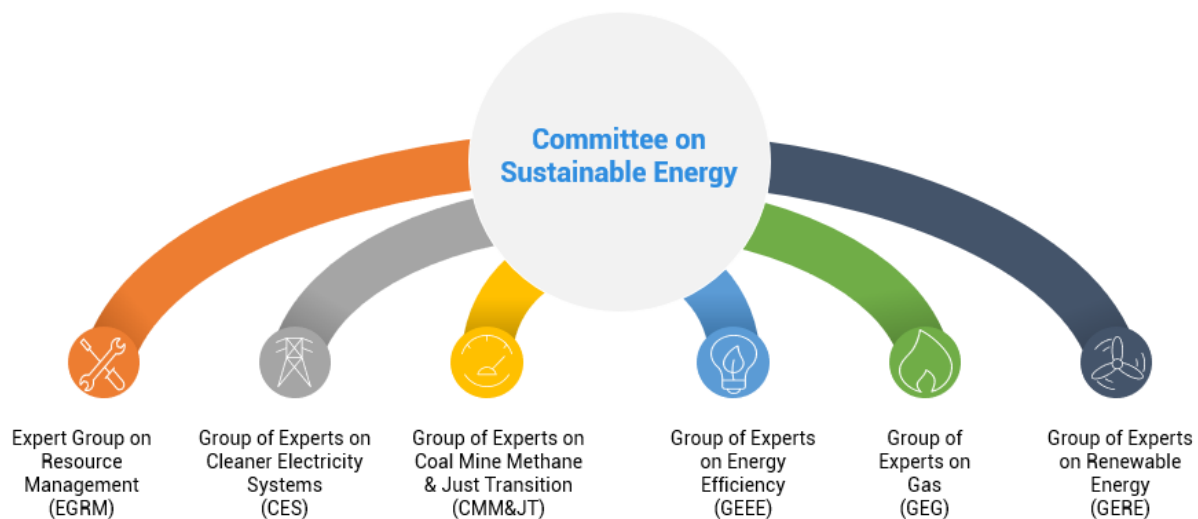 Committee on
Sustainable Energy
Expert Group on
Resource
Management
(EGRM)
Group of Experts on
Cleaner Electricity
Systems
(CES)
Group of Experts on
Coal Mine Methane
& Just Transition
(CMM&JT)
Group of Experts
on Energy
Efficiency
(GEEE)
Group of
Experts on
Gas
(GEG)
Group of Experts
on Renewable
Energy
(GERE)